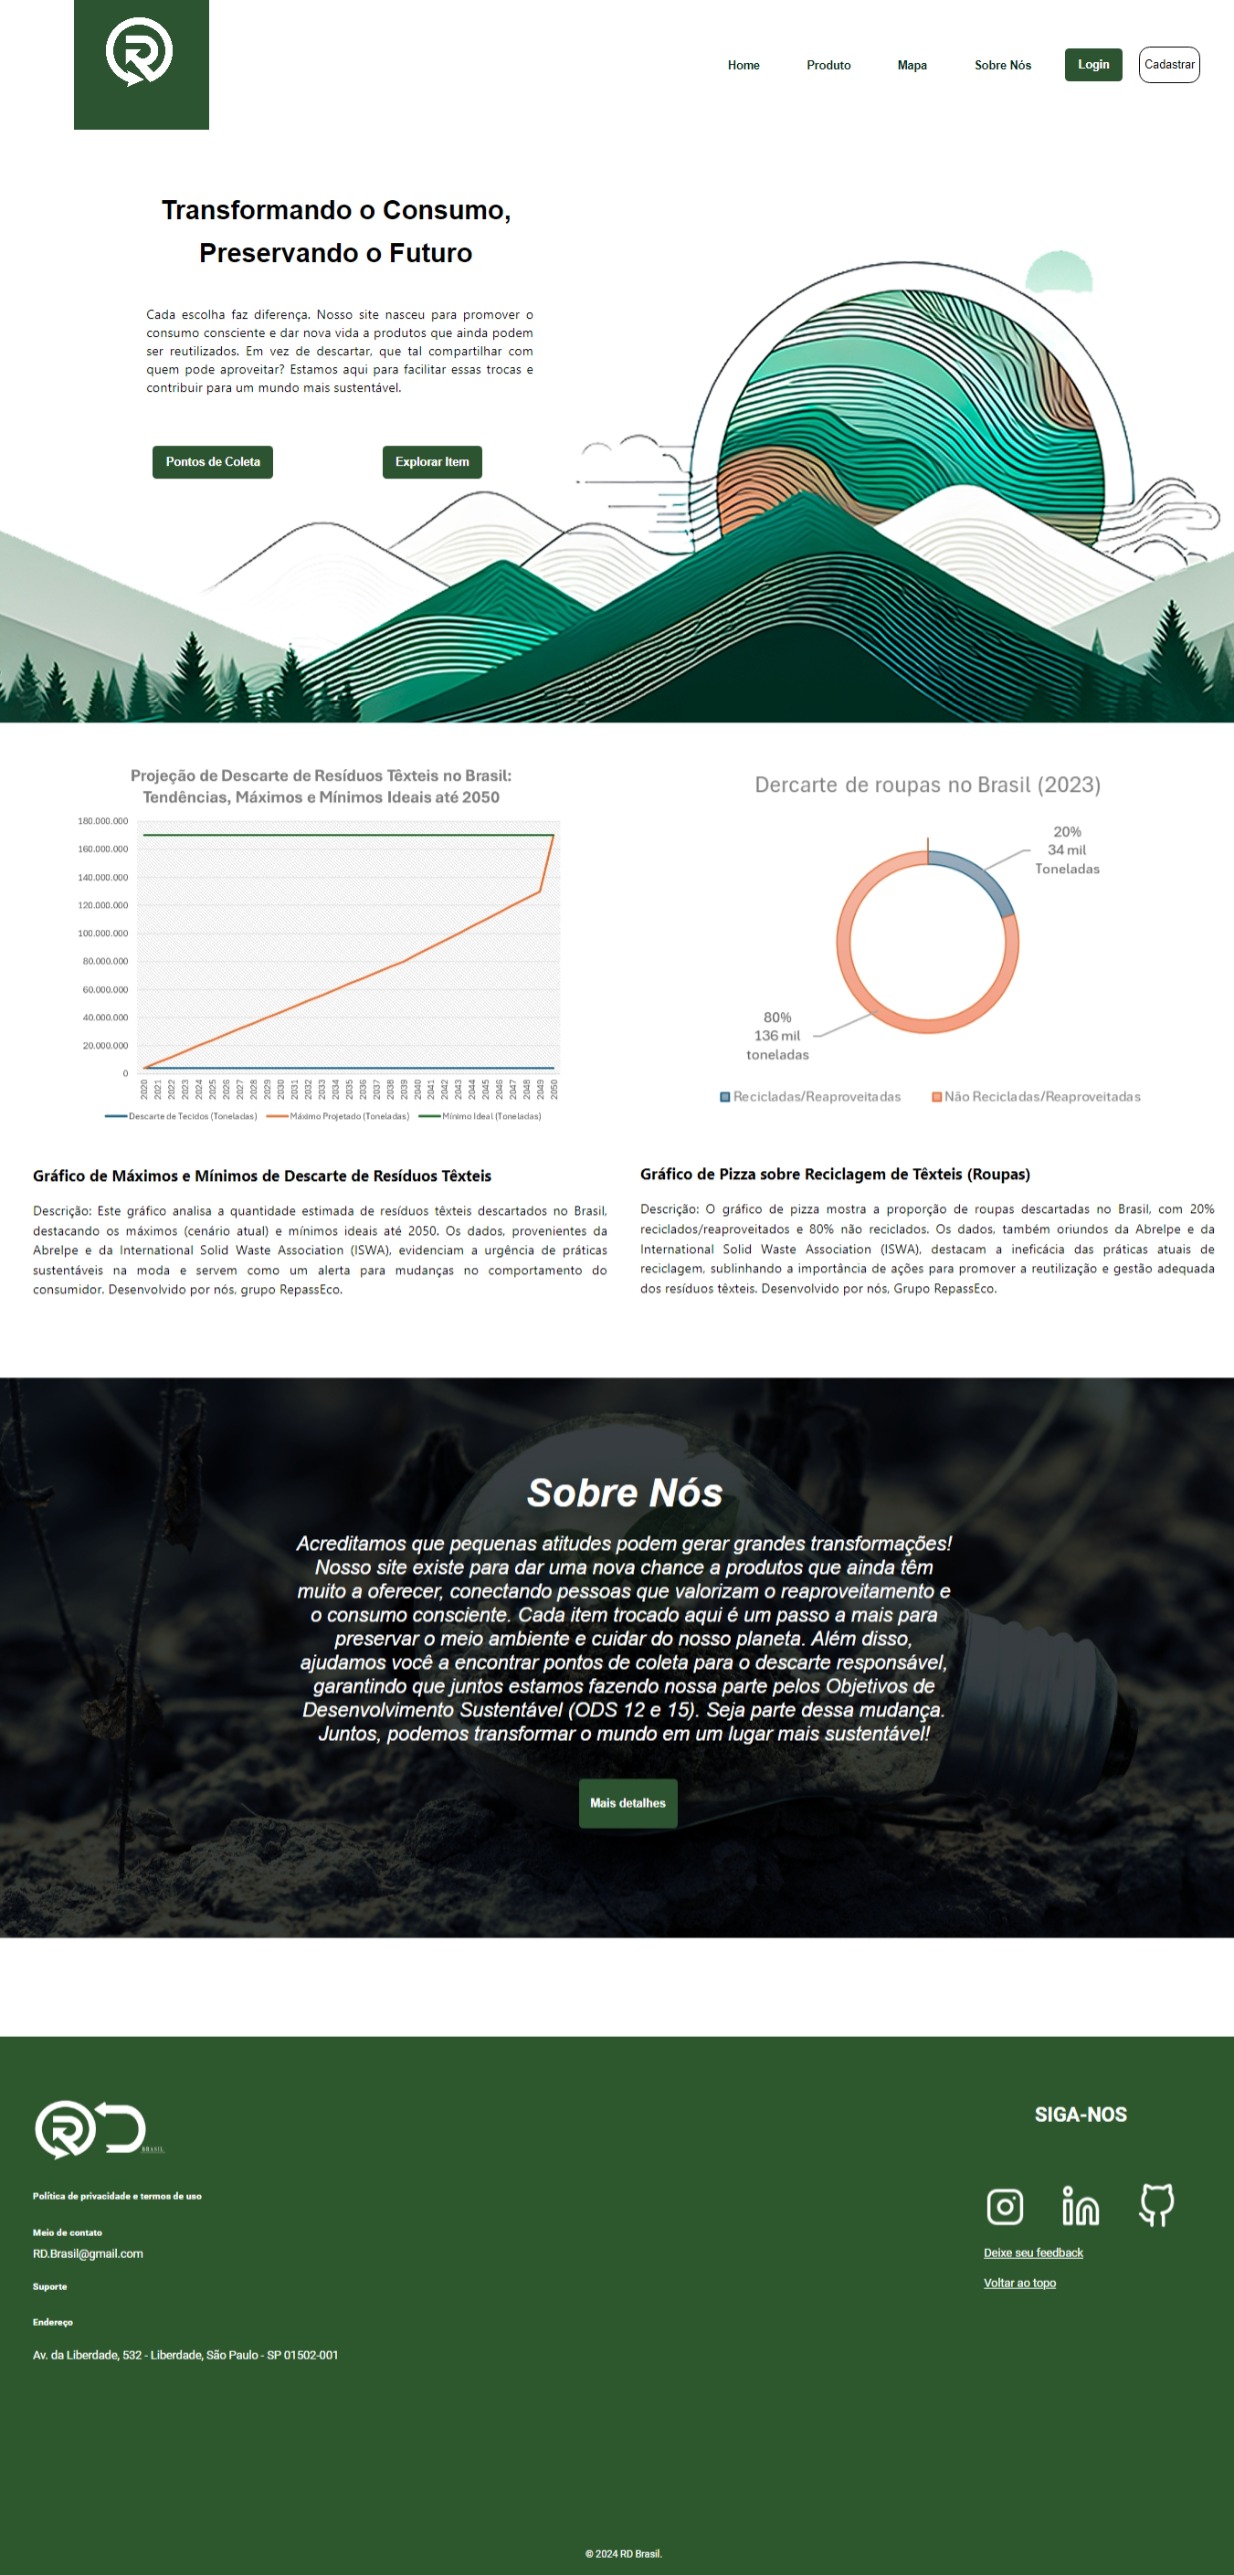 Home
Produto
Mapa
Sobre Nós
Login
Cadastrar
Transformando o Consumo,
Preservando o Futuro
Cada escolha faz diferença. Nosso site nasceu para promover o
consumo consciente e dar nova vida a produtos que ainda podem
ser reutilizados. Em vez de descartar, que tal compartilhar com
quem pode aproveitar? Estamos aqui para facilitar essas trocas e
contribuir para um mundo mais sustentável.
Pontos de Coleta
Explorar Item
Projeção de Descarte de Resíduos Têxteis no Brasil:
Tendências, Máximos e Mínimos Ideais até 2050
180.000.000
160.000.000
140.000.000
120.000.000
100.000.000
80.000.000
60.000.000
40.000.000
20.000.000
0
2020 2021 2022 2023 2024 2025 2026 2027 2028 2029 2030 2031 2032 2033 2034 2035 2036 2037 2038 2039 2040 2041 2042 2043 2044 2045 2046 2047 2048 2049 2050
Descarte de Tecidos (Toneladas) Máximo Projetado (Toneladas) Mínimo Ideal (Toneladas)
Dercarte de roupas no Brasil (2023)
20%
34 mil
Toneladas
80%
136 mil
toneladas
Recicladas/Reaproveitadas Não Recicladas/Reaproveitadas
Gráfico de Máximos e Mínimos de Descarte de Resíduos Têxteis
Descrição: Este gráfico analisa a quantidade estimada de resíduos têxteis descartados no Brasil,
destacando os máximos (cenário atual) e mínimos ideais até 2050. Os dados, provenientes da
Abrelpe e da International Solid Waste Association (ISWA), evidenciam a urgência de práticas
sustentáveis na moda e servem como um alerta para mudanças no comportamento do
consumidor. Desenvolvido por nós, grupo RepassEco.
Gráfico de Pizza sobre Reciclagem de Têxteis (Roupas)
Descrição: O gráfico de pizza mostra a proporção de roupas descartadas no Brasil, com 20%
reciclados/reaproveitados e 80% não reciclados. Os dados, também oriundos da Abrelpe e da
International Solid Waste Association (ISWA), destacam a ineficácia das práticas atuais de
reciclagem, sublinhando a importância de ações para promover a reutilização e gestão adequada
dos resíduos têxteis. Desenvolvido por nós, Grupo RepassEco.
Sobre Nós
Acreditamos que pequenas atitudes podem gerar grandes transformações!
Nosso site existe para dar uma nova chance a produtos que ainda têm
muito a oferecer, conectando pessoas que valorizam o reaproveitamento e
o consumo consciente. Cada item trocado aqui é um passo a mais para
preservar o meio ambiente e cuidar do nosso planeta. Além disso,
ajudamos você a encontrar pontos de coleta para o descarte responsável,
garantindo que juntos estamos fazendo nossa parte pelos Objetivos de
Desenvolvimento Sustentável (ODS 12 e 15). Seja parte dessa mudança.
Juntos, podemos transformar o mundo em um lugar mais sustentável!
Mais detalhes
RD
BRASIL
Política de privacidade e termos de uso
Meio de contato
RD.Brasil@gmail.com
Suporte
Endereço
Av. da Liberdade, 532 - Liberdade, São Paulo - SP 01502-001
SIGA-NOS
Deixe seu feedback
Voltar ao topo
© 2024 RD Brasil.